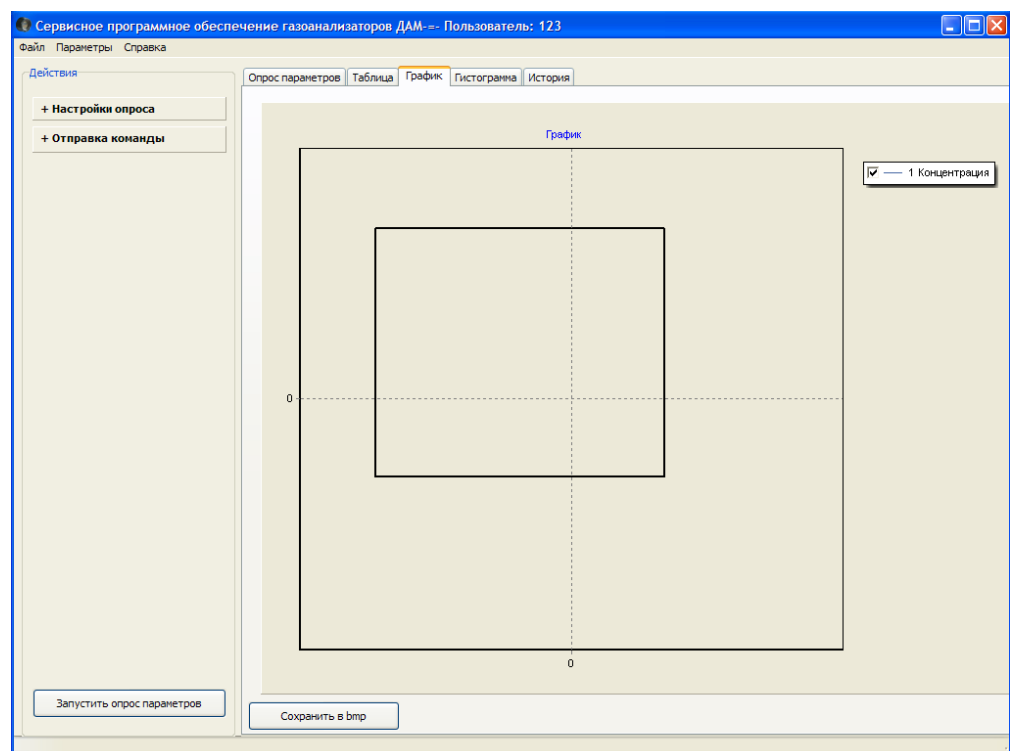 Сервисное программное обеспечение газоанализаторов ДАМ-=- Пользователь: 123
Файл Параметры Справка
Действия
+ Настройки опроса
+ Отправка команды
Запустить опрос параметров
Опрос параметров Таблица График Гистограмма История
График
1 Концентрация
0
0
Сохранить в bmp